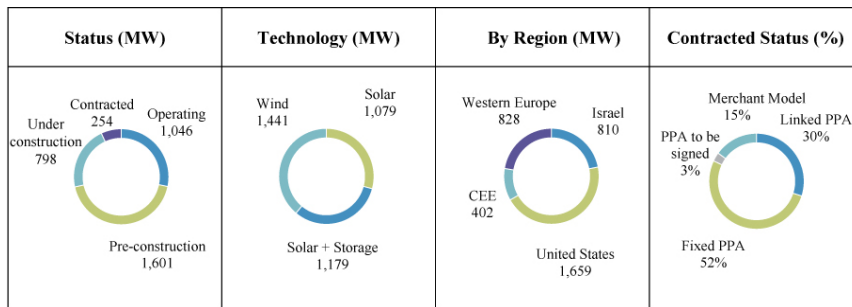 Status (MW)
Technology (MW)
By Region (MW)
Contracted Status (%)
Contracted
254
Operating
1,046
Under
construction
798
Pre-construction
1,601
Wind
1,441
Solar
1,079
Solar + Storage
1,179
Western Europe
828
Israel
810
CEE
402
United States
1,659
Merchant Model
15%
Linked PPA
30%
PPA to be
signed
3%
Fixed PPA
52%